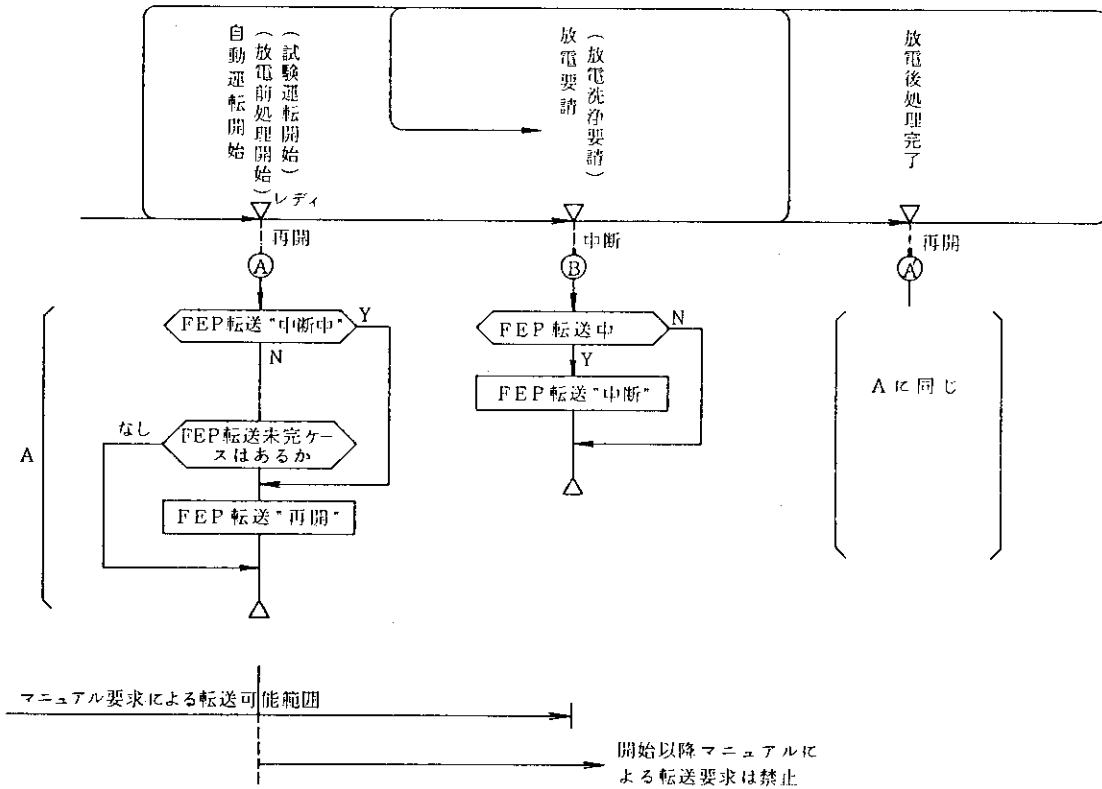 (試験運転開始)
(放電前処理開始)
自動運転開始
(放電洗浄要請)
放電要請
放電後処理完了
レディ
再開
中断
再開
A
B
A
FEP転送"中断中"
Y
N
FEP転送中
N
Y
FEP転送"中断"
Aに同じ
なし
FEP転送未完ケー
スはあるか
A
FEP転送"再開"
マニュアル要求による転送可能範囲
開始以降マニュアルに
よる転送要求は禁止